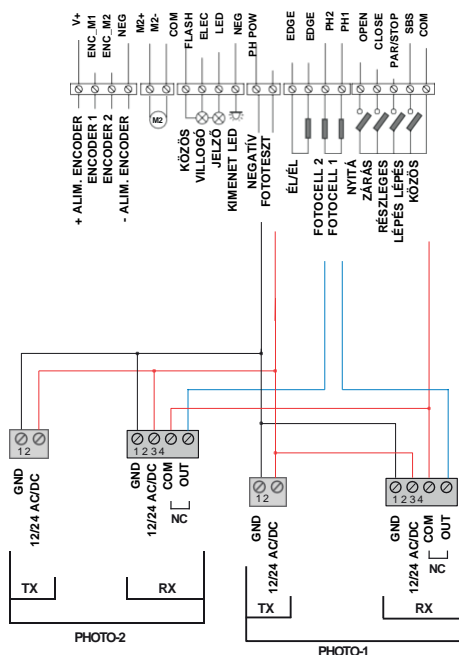 V+
ENC_M1
ENC_M2
NEG
M2+
M2-
COM
FLASH
ELEC
LED
NEG
PH POW
EDGE
EDGE
PH2
PH1
OPEN
CLOSE
PAR/STOP
SBS
COM
M2
+ ALIM. ENCODER
ENCODER 1
ENCODER 2
- ALIM. ENCODER
KÖZÖS
VILLOGÓ
JELZŐ
KIMENET LED
NEGATÍV
FOTOTESZT
ÉL/ÉL
FOTOCELL 2
FOTOCELL 1
NYITÁ
ZÁRÁS
RÉSZLEGES
LÉPÉS LÉPÉS
KÖZÖS
1 2
GND
12/24 AC/DC
1 2 3 4
GND
12/24 AC/DC
COM
OUT
NC
1 2
GND
12/24 AC/DC
1 2 3 4
GND
12/24 AC/DC
COM
OUT
NC
TX
RX
PHOTO-2
TX
RX
PHOTO-1